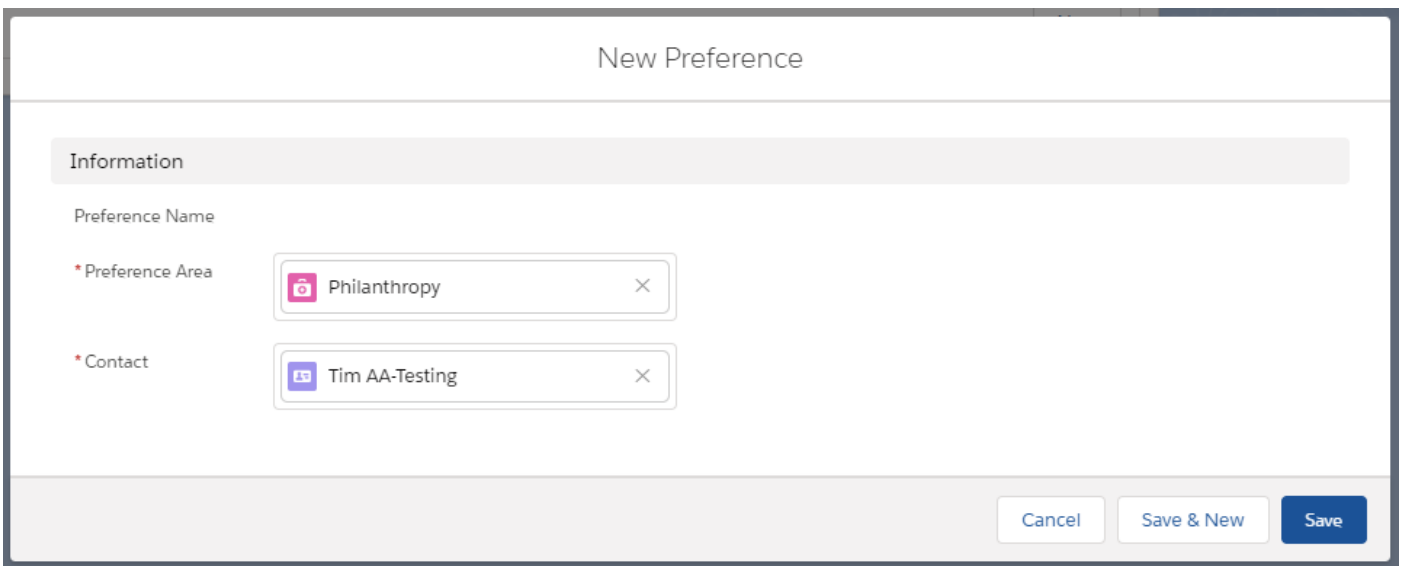 New Preference
Information
Preference Name
* Preference Area
Philanthropy
* Contact
Tim AA-Testing
Cancel
Save & New
Save